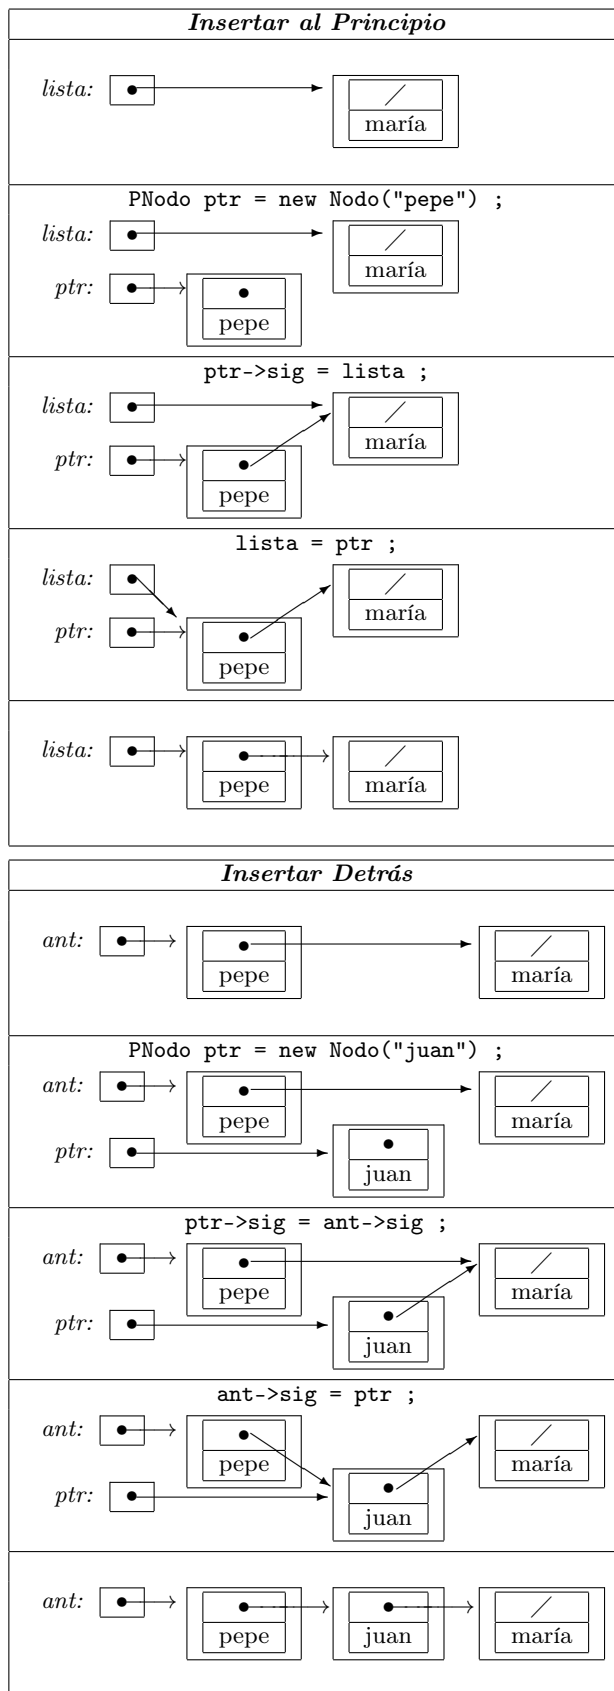 Insertar al Principio
lista:
maría
PNodo ptr = new Nodo("pepe") ;
lista:
maría
ptr:
pepe
ptr->sig = lista ;
lista:
maría
ptr:
pepe
lista = ptr ;
lista:
maría
ptr:
pepe
lista:
pepe maría
Insertar Detrás
ant:
pepe maría
PNodo ptr = new Nodo("juan") ;
ant:
pepe maría
ptr:
juan
ptr->sig = ant->sig ;
ant:
pepe maría
ptr:
juan
ant->sig = ptr ;
ant:
pepe maría
ptr:
juan
ant:
pepe juan maría